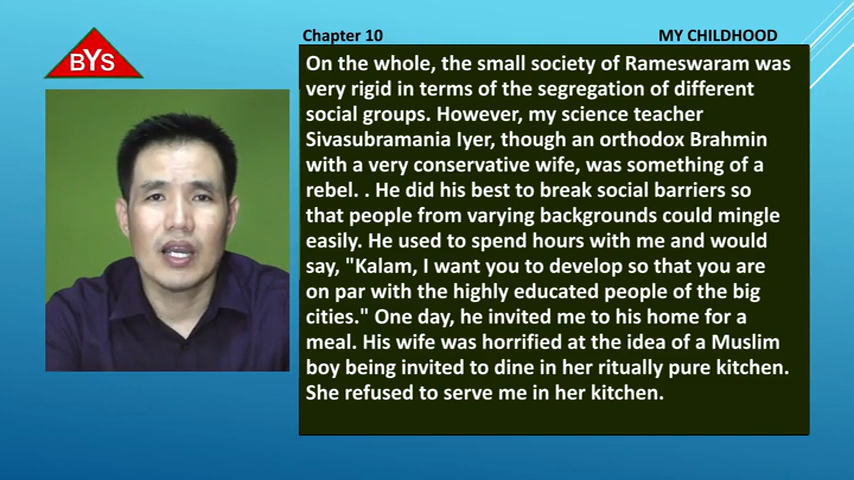 BYS
Chapter 10 MY CHILDHOOD
On the whole, the small society of Rameswaram was
very rigid in terms of the segregation of different
social groups. However, my science teacher
Sivasubramania Iyer, though an orthodox Brahmin
with a very conservative wife, was something of a
rebel. . He did his best to break social barriers so
that people from varying backgrounds could mingle
easily. He used to spend hours with me and would
say, "Kalam, I want you to develop so that you are
on par with the highly educated people of the big
cities." One day, he invited me to his home for a
meal. His wife was horrified at the idea of a Muslim
boy being invited to dine in her ritually pure kitchen.
She refused to serve me in her kitchen.